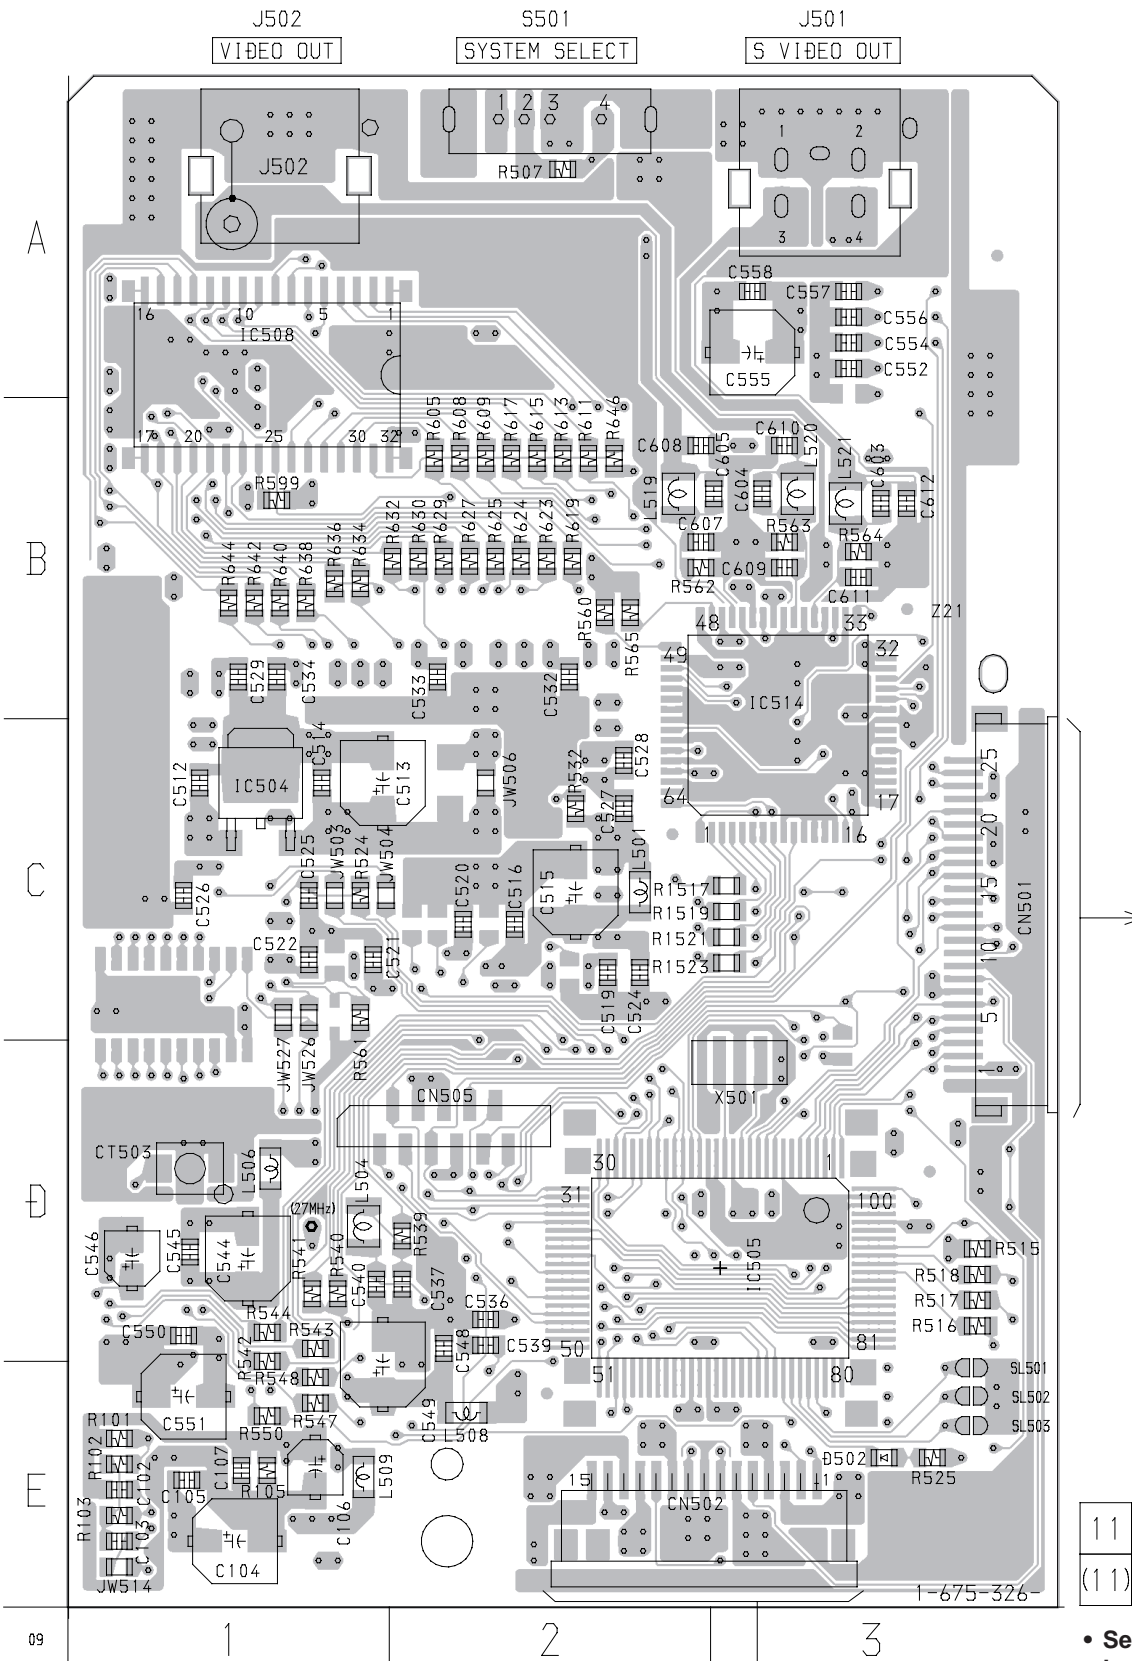 J502 S501 J501
VIDEO OUT SYSTEM SELECT S VIDEO OUT
1 2 3 4
1 2
J502
R507
3 4
A
C558 C557
16 10 5 1
IC508
C556
C554
C552
C555
R605 R608 R609 R617 R615 R613 R611 R646
C608 C605 C610 L520 L521 C603
17 20 25 30 32
R599
L519 C604 C612
C607 R563 R564
R632 R630 R629 R627 R625 R624 R623 R619
R636 R634
B
R644 R642 R640 R638
R562 C609 C611
R560 R565
48 33 Z21
49 32
C529 C534 C533 C532
IC514
C512 IC504 C514 C513 JW506 R532 C528
C527
64 17
1 16
25
20
15
10
5
1
CN501
C
C526 C525 JW503 R524 JW504 C520 C516 C515 L501
R1517
R1519
R1521
R1523
C522 C521
C519 C524
JW527 JW526 R561
CN505
X501
CT503 L506
30 1
31 100
D
(27MHz)
L504
R539
C546 C545 C544 R541 R540 C540 C537
IC505
R515
R518
R517
R516
C550 R544 R543 C536
R542 C548 C539
50 81
51 80
R548
SL501
SL502
SL503
C551 R547
R550
C549 L508
R101
R102
D502 R525
E
C102 C105 C107 R105 L509
C106
R103 C103
C104
JW514
15 1
CN502
11
(11)
1-675-326-
09 1 2 3
• Se